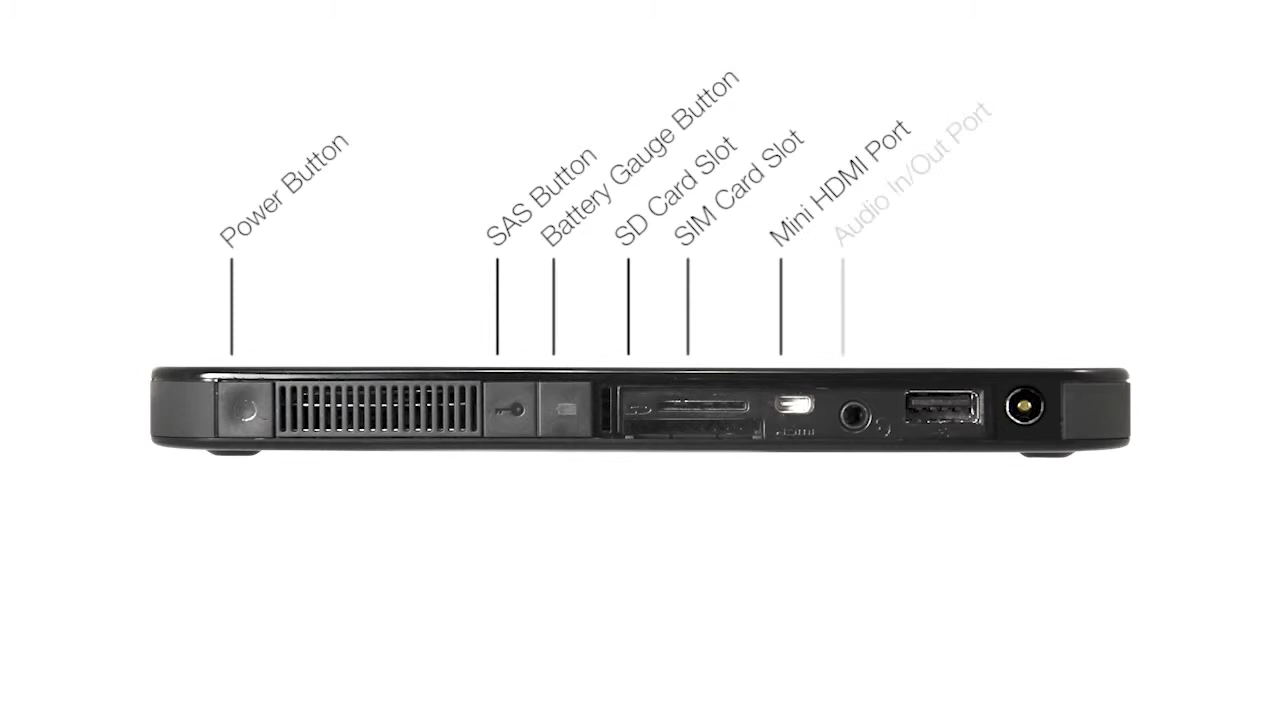 Power Button
SAS Button
Battery Gauge Button
SD Card Slot
SIM Card Slot
Mini HDMI Port
Audio In/Out Port
HDMI